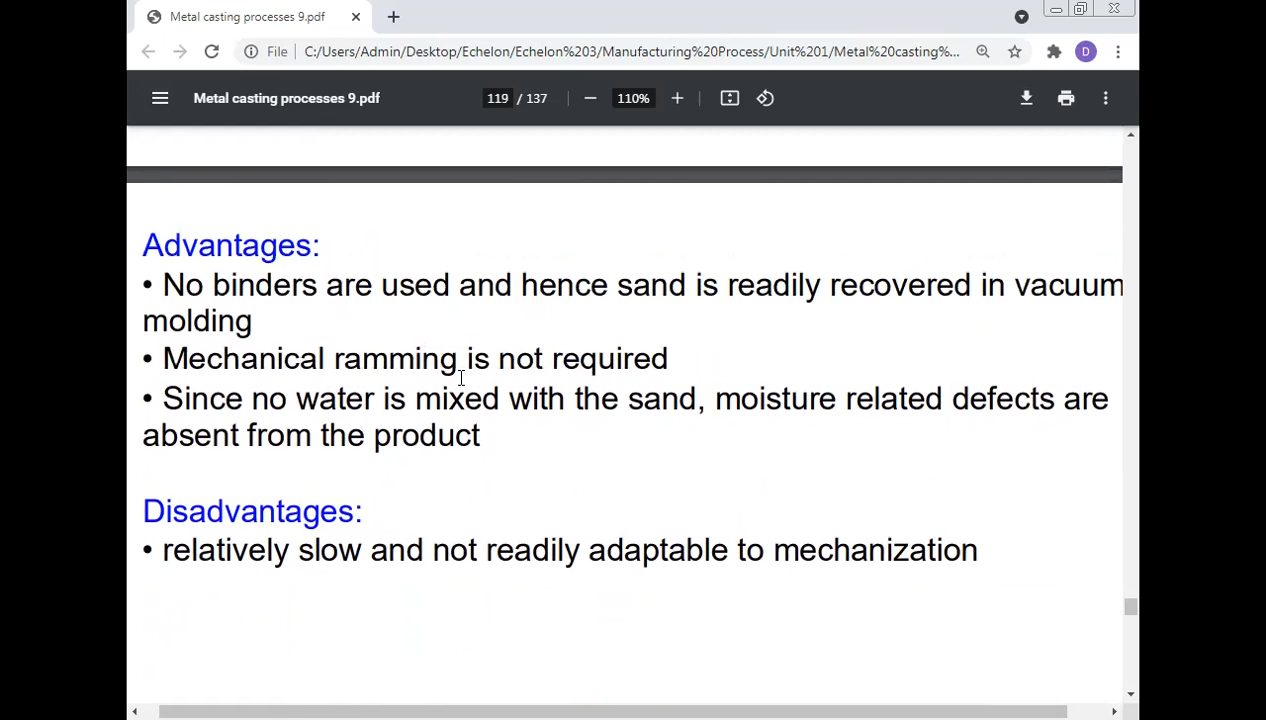 Metal casting processes 9.pdf
File C:/Users/Admin/Desktop/Echelon/Echelon%203/Manufacturing%20Process/Unit%201/Metal%20casting%... D
Metal casting processes 9.pdf 119 / 137 110%
Advantages:
• No binders are used and hence sand is readily recovered in vacuum
molding
• Mechanical ramming is not required
• Since no water is mixed with the sand, moisture related defects are
absent from the product
Disadvantages:
• relatively slow and not readily adaptable to mechanization